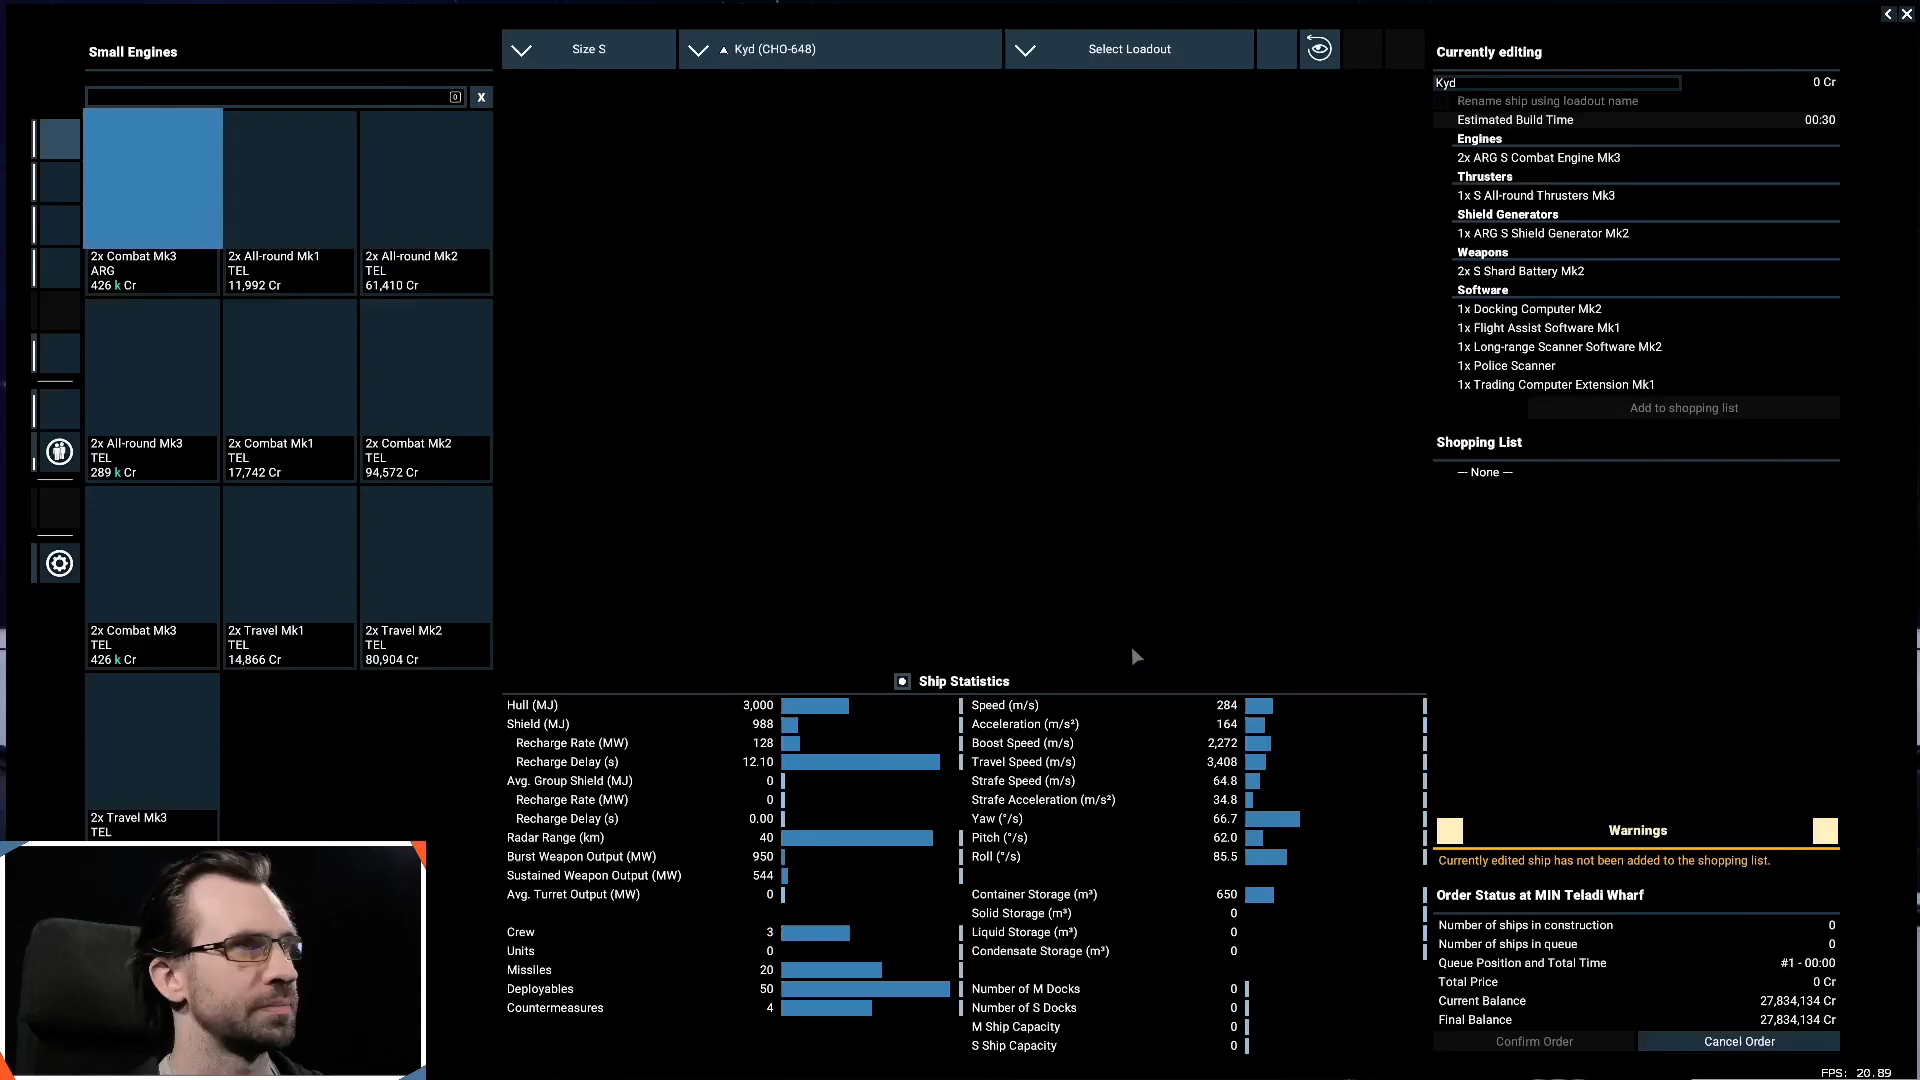 Small Engines
0
X
2x Combat Mk3
ARG
426 k Cr
2x All-round Mk1
TEL
11,992 Cr
2x All-round Mk2
TEL
61,410 Cr
2x All-round Mk3
TEL
289 k Cr
2x Combat Mk1
TEL
17,742 Cr
2x Combat Mk2
TEL
94,572 Cr
2x Combat Mk3
TEL
426 k Cr
2x Travel Mk1
TEL
14,866 Cr
2x Travel Mk2
TEL
80,904 Cr
2x Travel Mk3
TEL
Size S
Kyd (CHO-648)
Select Loadout
Ship Statistics
Hull (MJ) 3,000
Shield (MJ) 988
Recharge Rate (MW) 128
Recharge Delay (s) 12.10
Avg. Group Shield (MJ) 0
Recharge Rate (MW) 0
Recharge Delay (s) 0.00
Radar Range (km) 40
Burst Weapon Output (MW) 950
Sustained Weapon Output (MW) 544
Avg. Turret Output (MW) 0
Crew 3
Units 0
Missiles 20
Deployables 50
Countermeasures 4
Speed (m/s) 284
Acceleration (m/s²) 164
Boost Speed (m/s) 2,272
Travel Speed (m/s) 3,408
Strafe Speed (m/s) 64.8
Strafe Acceleration (m/s²) 34.8
Yaw (°/s) 66.7
Pitch (°/s) 62.0
Roll (°/s) 85.5
Container Storage (m³) 650
Solid Storage (m³) 0
Liquid Storage (m³) 0
Condensate Storage (m³) 0
Number of M Docks 0
Number of S Docks 0
M Ship Capacity 0
S Ship Capacity 0
Currently editing
Kyd 0 Cr
Rename ship using loadout name
Estimated Build Time 00:30
Engines
2x ARG S Combat Engine Mk3
Thrusters
1x S All-round Thrusters Mk3
Shield Generators
1x ARG S Shield Generator Mk2
Weapons
2x S Shard Battery Mk2
Software
1x Docking Computer Mk2
1x Flight Assist Software Mk1
1x Long-range Scanner Software Mk2
1x Police Scanner
1x Trading Computer Extension Mk1
Add to shopping list
Shopping List
— None —
Warnings
Currently edited ship has not been added to the shopping list.
Order Status at MIN Teladi Wharf
Number of ships in construction 0
Number of ships in queue 0
Queue Position and Total Time #1 - 00:00
Total Price 0 Cr
Current Balance 27,834,134 Cr
Final Balance 27,834,134 Cr
Confirm Order
Cancel Order
FPS: 20.89